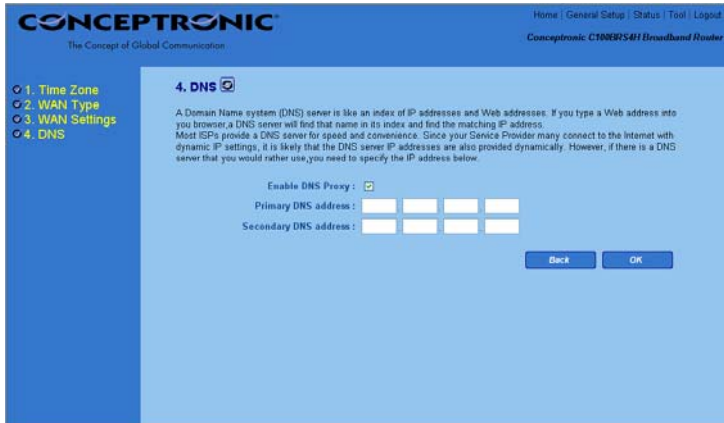 CONCEPTRONIC
The Concept of Global Communication
Home | General Setup | Status | Tool | Logout
Conceptronic C100BRS4H Broadband Router
1. Time Zone
2. WAN Type
3. WAN Settings
4. DNS
4. DNS
A Domain Name system (DNS) server is like an index of IP addresses and Web addresses. If you type a Web address into
you browser,a DNS server will find that name in its index and find the matching IP address.
Most ISPs provide a DNS server for speed and convenience. Since your Service Provider many connect to the Internet with
dynamic IP settings, it is likely that the DNS server IP addresses are also provided dynamically. However, if there is a DNS
server that you would rather use,you need to specify the IP address below.
Enable DNS Proxy :
Primary DNS address :
Secondary DNS address :
Back
OK